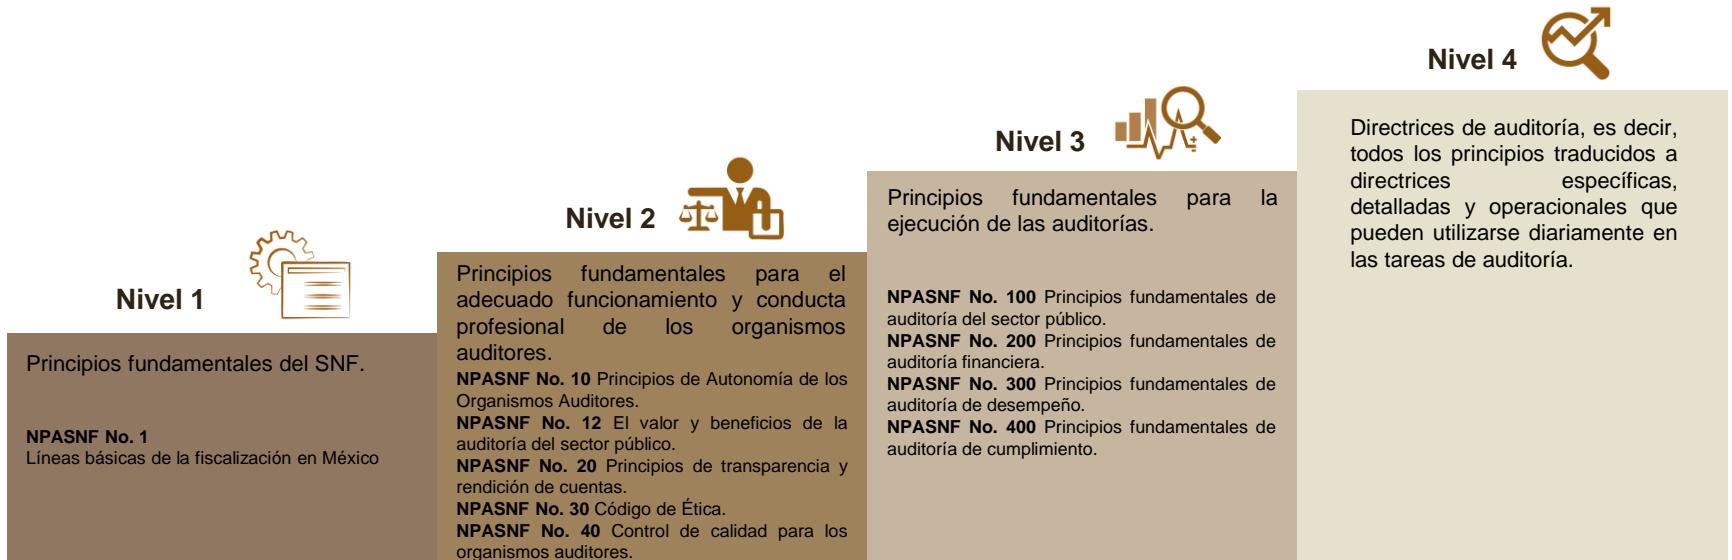 Nivel 1
Principios fundamentales del SNF.
NPASNF No. 1
Líneas básicas de la fiscalización en México
Nivel 2
Principios fundamentales para el
adecuado funcionamiento y conducta
profesional de los organismos
auditores.
NPASNF No. 10 Principios de Autonomía de los
Organismos Auditores.
NPASNF No. 12 El valor y beneficios de la
auditoría del sector público.
NPASNF No. 20 Principios de transparencia y
rendición de cuentas.
NPASNF No. 30 Código de Ética.
NPASNF No. 40 Control de calidad para los
organismos auditores.
Nivel 3
Principios fundamentales para la
ejecución de las auditorías.
NPASNF No. 100 Principios fundamentales de
auditoría del sector público.
NPASNF No. 200 Principios fundamentales de
auditoría financiera.
NPASNF No. 300 Principios fundamentales de
auditoría de desempeño.
NPASNF No. 400 Principios fundamentales de
auditoría de cumplimiento.
Nivel 4
Directrices de auditoría, es decir,
todos los principios traducidos a
directrices específicas,
detalladas y operacionales que
pueden utilizarse diariamente en
las tareas de auditoría.